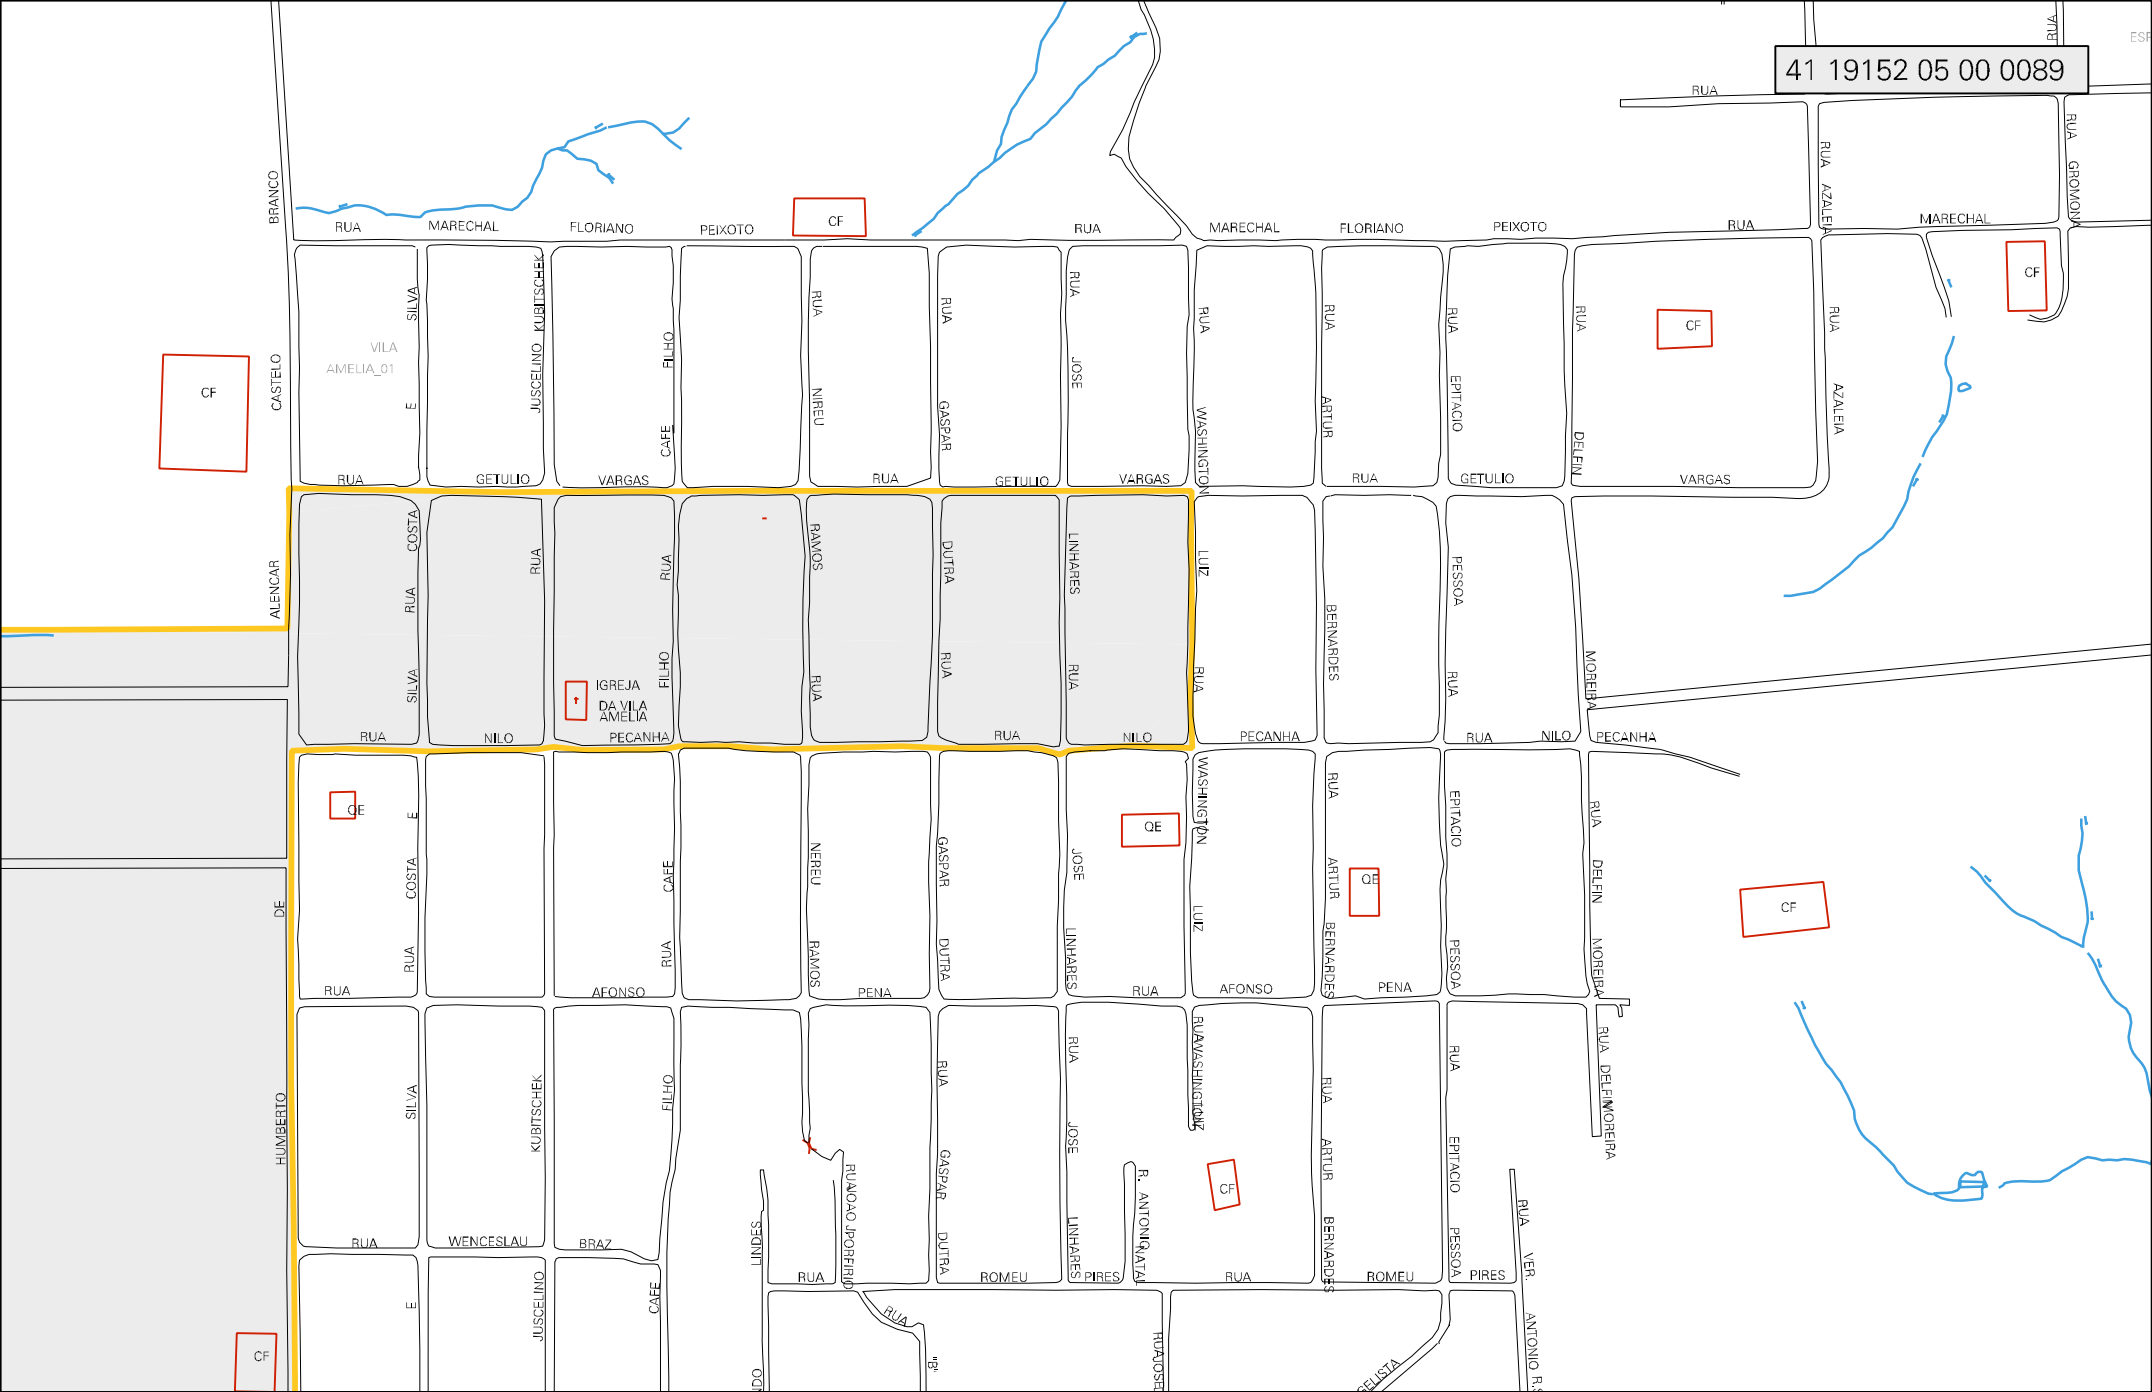 RUA
ESP
41 19152 05 00 0089
RUA
RUA AZALEIA
RUA GROMONA
BRANCO
RUA MARECHAL FLORIANO PEIXOTO
CF
RUA MARECHAL FLORIANO PEIXOTO RUA MARECHAL
CF
SILVA
KUBITSCHEK
RUA
RUA
RUA
RUA
RUA
RUA
RUA
RUA
CF
VILA
AMELIA_01
CF
CASTELO
E
JUSCELINO
FILHO
CAFE
NIREU
GASPAR
JOSE
WASHINGTON
ARTUR
EPITACIO
DELFIN
AZALEIA
RUA GETULIO VARGAS RUA GETULIO VARGAS RUA GETULIO VARGAS
ALENCAR
COSTA
RUA
SILVA
RUA
RUA
FILHO
RAMOS
RUA
DUTRA
RUA
LINHARES
RUA
LUIZ
RUA
BERNARDES
PESSOA
RUA
MOREIRA
IGREJA
DA VILA
AMELIA
RUA NILO PECANHA RUA NILO PECANHA RUA NILO PECANHA
QE
QE
QE
CF
DE
E
COSTA
RUA
CAFE
RUA
NEREU
RAMOS
GASPAR
DUTRA
JOSE
LINHARES
WASHINGTON
LUIZ
RUA
ARTUR
BERNARDES
EPITACIO
PESSOA
RUA
DELFIN
MOREIRA
RUA AFONSO PENA RUA AFONSO PENA
HUMBERTO
SILVA
KUBITSCHEK
FILHO
RUA
GASPAR
DUTRA
RUA
JOSE
LINHARES
RUA
WASHINGTON
LUIZ
RUA
ARTUR
BERNARDES
RUA
EPITACIO
PESSOA
RUA DELFIN
MOREIRA
RUA JOAO J PORFIRIO
R. ANTONIO NATAL
CF
RUA VER. ANTONIO R.S
RUA WENCESLAU BRAZ
LINDES
RUA ROMEU PIRES RUA ROMEU PIRES
E
JUSCELINO
CAFE
RUA
"B"
RUA JOSE
GELISTA
NDO
CF